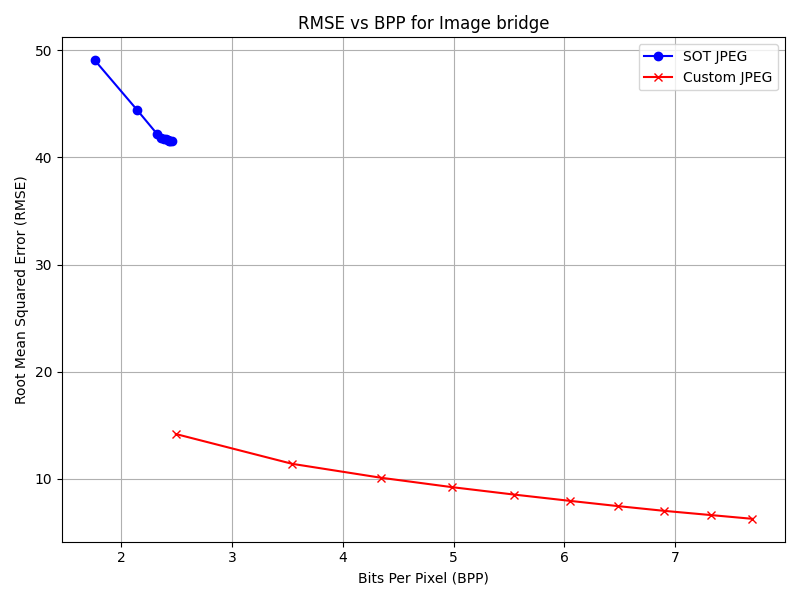 RMSE vs BPP for Image bridge
SOT JPEG
Custom JPEG
Root Mean Squared Error (RMSE)
50
40
30
20
10
2 3 4 5 6 7
Bits Per Pixel (BPP)